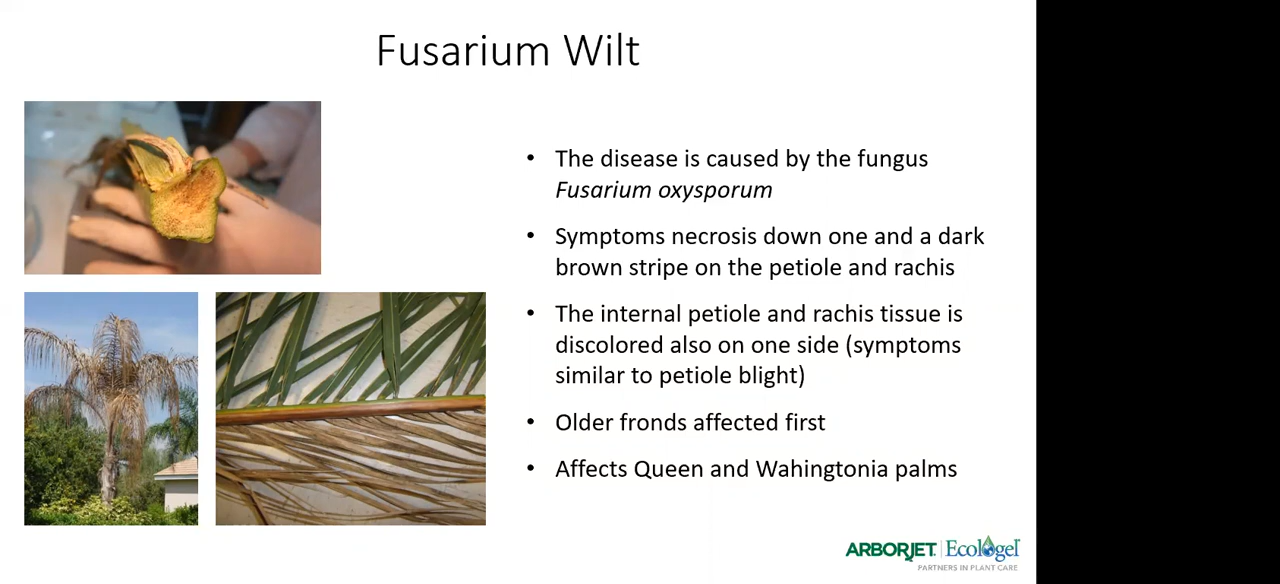 Fusarium Wilt
• The disease is caused by the fungus
Fusarium oxysporum
• Symptoms necrosis down one and a dark
brown stripe on the petiole and rachis
• The internal petiole and rachis tissue is
discolored also on one side (symptoms
similar to petiole blight)
• Older fronds affected first
• Affects Queen and Wahingtonia palms
ARBORJET | Ecologel
PARTNERS IN PLANT CARE